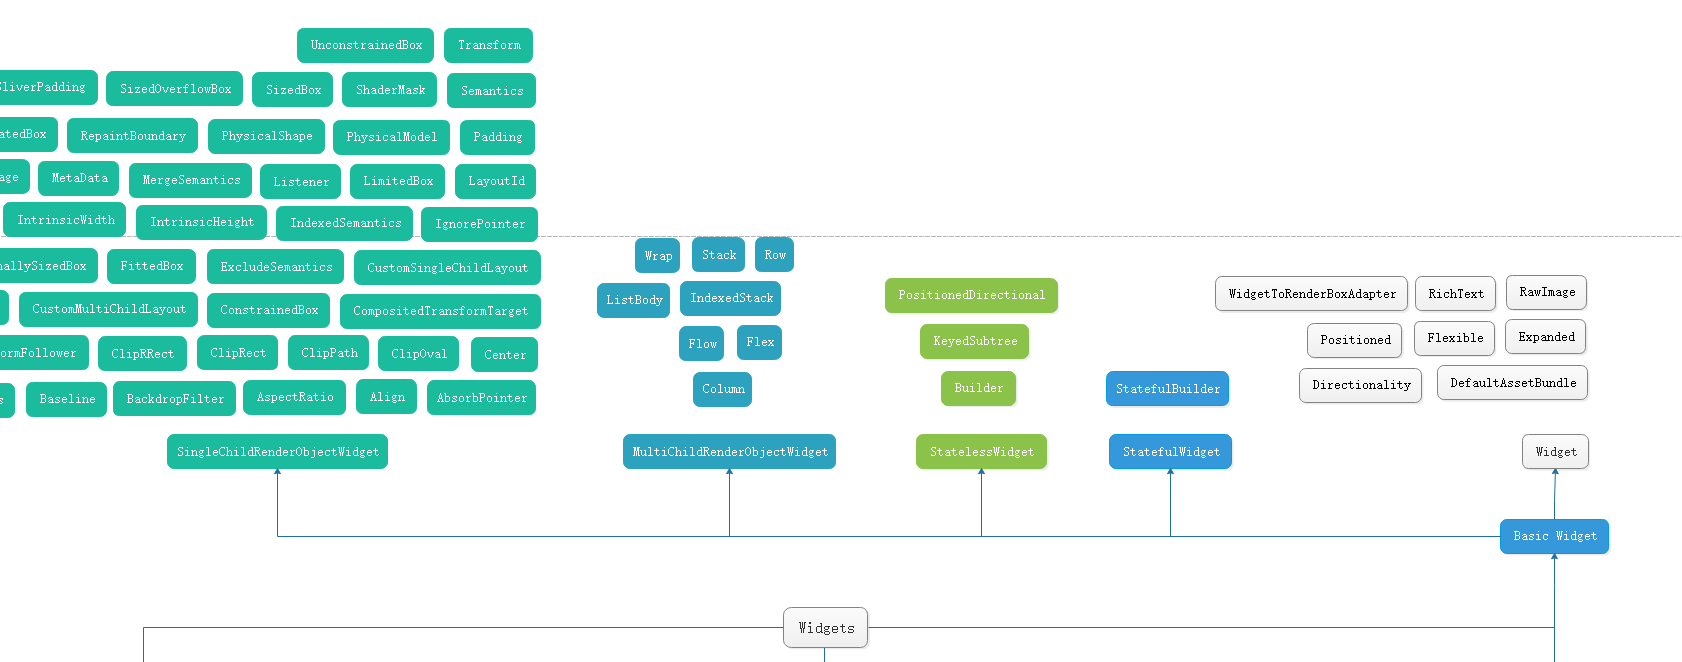 UnconstrainedBox Transform
SliverPadding SizedOverflowBox SizedBox ShaderMask Semantics
atedBox RepaintBoundary PhysicalShape PhysicalModel Padding
age MetaData MergeSemantics Listener LimitedBox LayoutId
IntrinsicWidth IntrinsicHeight IndexedSemantics IgnorePointer
Wrap Stack Row
nallySizedBox FittedBox ExcludeSemantics CustomSingleChildLayout
ListBody IndexedStack PositionedDirectional WidgetToRenderBoxAdapter RichText RawImage
CustomMultiChildLayout ConstrainedBox CompositedTransformTarget
Flow Flex KeyedSubtree Positioned Flexible Expanded
ormFollower ClipRRect ClipRect ClipPath ClipOval Center
Column Builder StatefulBuilder Directionality DefaultAssetBundle
s Baseline BackdropFilter AspectRatio Align AbsorbPointer
SingleChildRenderObjectWidget MultiChildRenderObjectWidget StatelessWidget StatefulWidget Widget
Basic Widget
Widgets